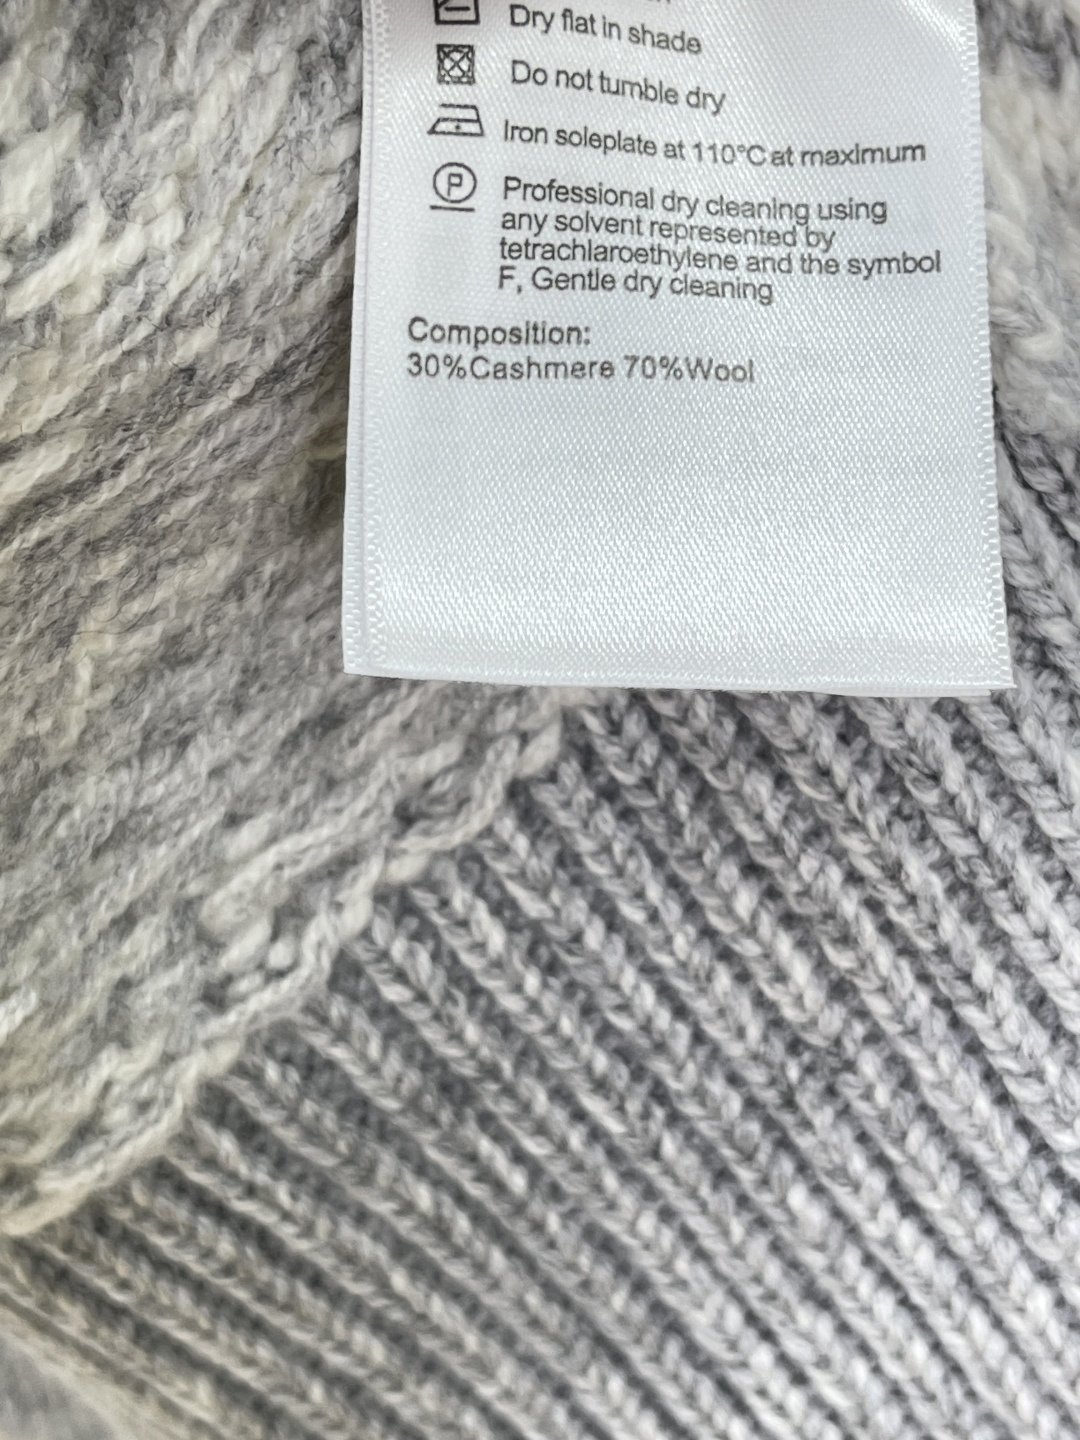 Dry flat in shade
Do not tumble dry
Iron soleplate at 110°C at maximum
P
Professional dry cleaning using
any solvent represented by
tetrachlaroethylene and the symbol
F, Gentle dry cleaning
Composition:
30%Cashmere 70%Wool